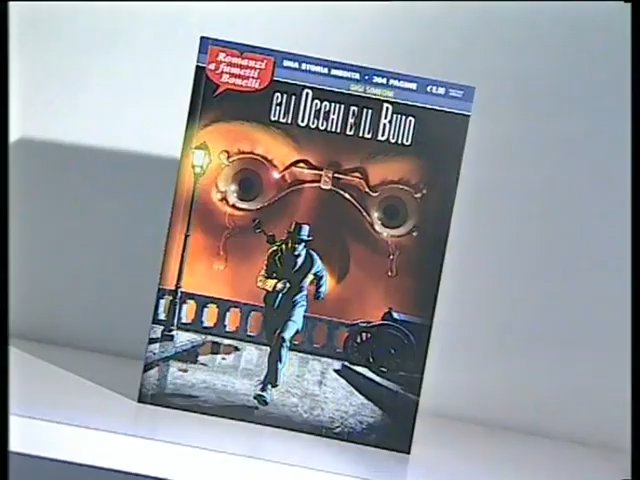 Romanzi
a fumetti
Bonelli
UNA STORIA INEDITA • 304 PAGINE
GIGI SIMEONI
GLI OCCHI E IL BUIO